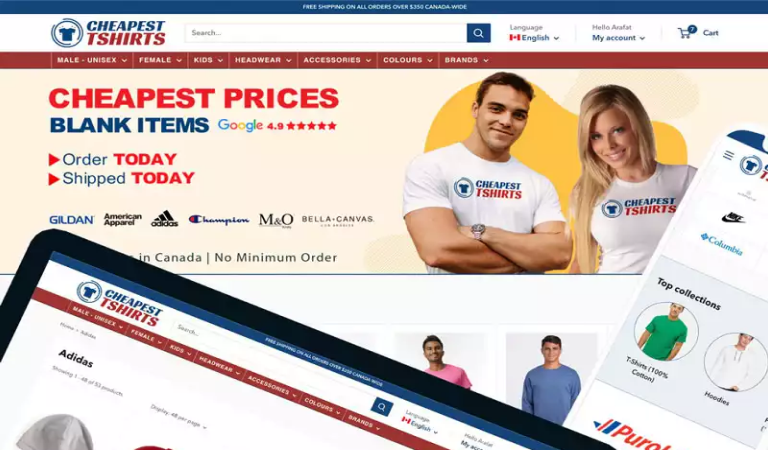 FREE SHIPPING ON ALL ORDERS OVER $350 CANADA-WIDE
CHEAPEST
TSHIRTS
Search...
Language
English
Hello Arafat
My account
7
Cart
MALE - UNISEX
FEMALE
KIDS
HEADWEAR
ACCESSORIES
COLOURS
BRANDS
CHEAPEST PRICES
BLANK ITEMS Google 4.9
Order TODAY
Shipped TODAY
CHEAPEST
TSHIRTS
CHEAPEST
TSHIRTS
GILDAN
American
Apparel
adidas
Champion
M&O
BELLA+CANVAS.
in Canada | No Minimum Order
Columbia
Top collections
T-Shirts (100%
Cotton)
Hoodies
CHEAPEST
TSHIRTS
Search...
FREE SHIPPING ON ALL ORDERS OVER $350 CANADA-WIDE
Language
English
Hello Arafat
My acc
MALE - UNISEX
FEMALE
KIDS
HEADWEAR
ACCESSORIES
COLOURS
BRANDS
Home > Adidas
Adidas
Showing 1 - 48 of 53 products
Display: 48 per page
Purol